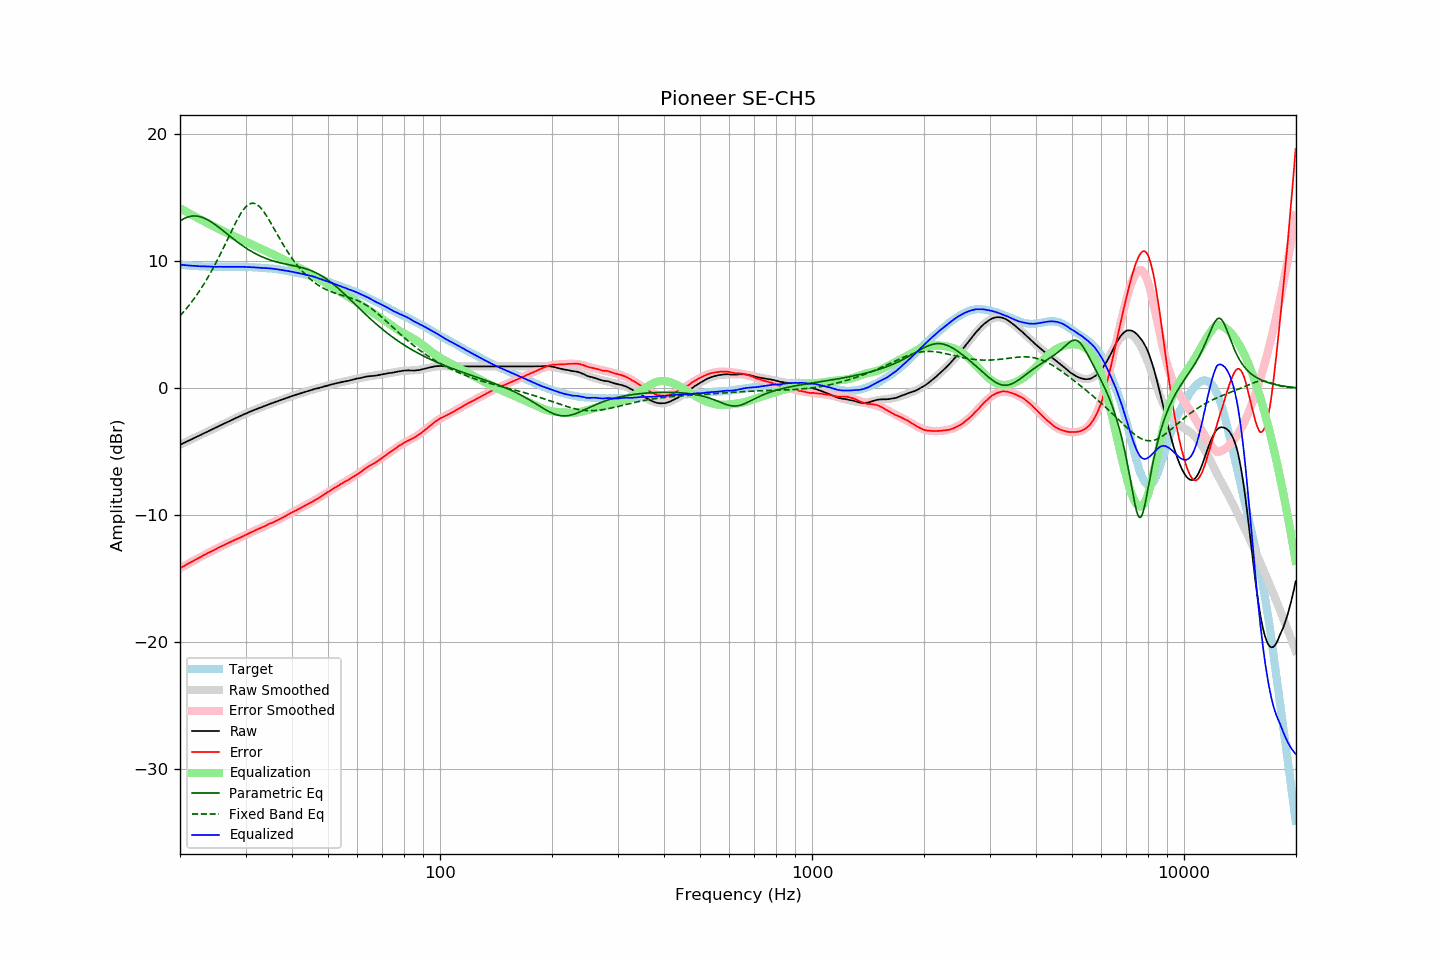 Pioneer SE-CH5
20
10
0
−10
−20
−30
Amplitude (dBr)
100
1000
10000
Frequency (Hz)
Target
Raw Smoothed
Error Smoothed
Raw
Error
Equalization
Parametric Eq
Fixed Band Eq
Equalized